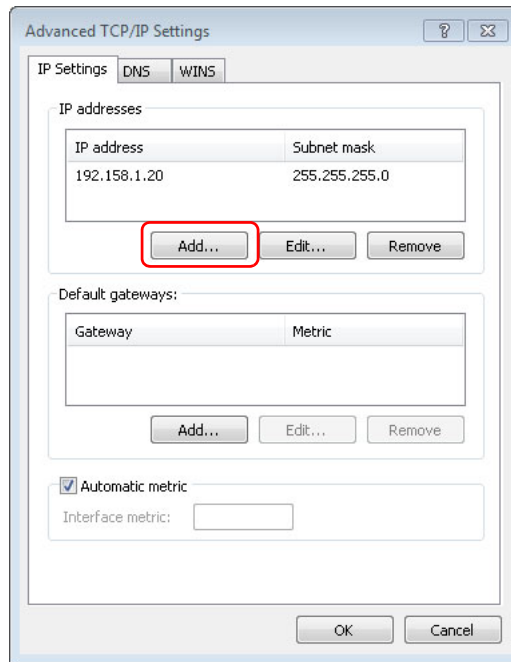 Advanced TCP/IP Settings
IP Settings DNS WINS
IP addresses
IP address Subnet mask
192.158.1.20 255.255.255.0
Add... Edit... Remove
Default gateways:
Gateway Metric
Add... Edit... Remove
Automatic metric
Interface metric:
OK Cancel